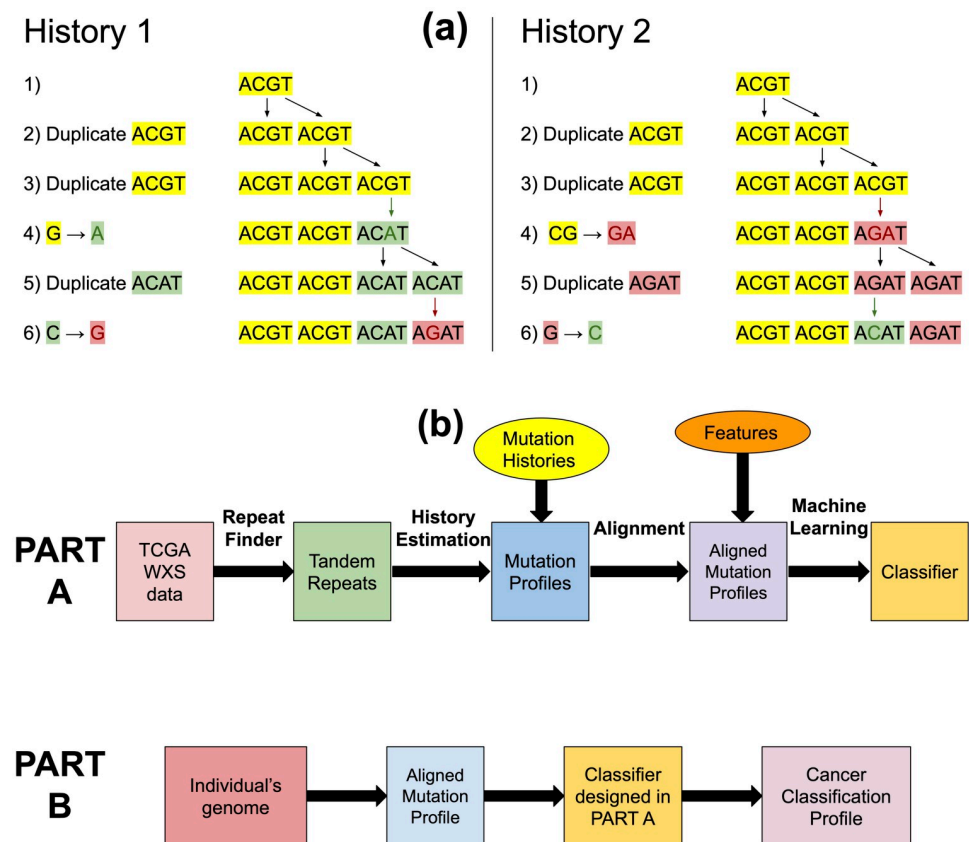 History 1
(a)
History 2
1)
ACGT
2) Duplicate ACGT
ACGT ACGT
3) Duplicate ACGT
ACGT ACGT ACGT
4) G → A
ACGT ACGT ACAT
5) Duplicate ACAT
ACGT ACGT ACAT ACAT
6) C → G
ACGT ACGT ACAT AGAT
1)
ACGT
2) Duplicate ACGT
ACGT ACGT
3) Duplicate ACGT
ACGT ACGT ACGT
4) CG → GA
ACGT ACGT AGAT
5) Duplicate AGAT
ACGT ACGT AGAT AGAT
6) G → C
ACGT ACGT ACAT AGAT
(b)
Mutation
Histories
Features
PART
A
TCGA
WXS
data
Repeat
Finder
Tandem
Repeats
History
Estimation
Mutation
Profiles
Alignment
Aligned
Mutation
Profiles
Machine
Learning
Classifier
PART
B
Individual's
genome
Aligned
Mutation
Profile
Classifier
designed in
PART A
Cancer
Classification
Profile